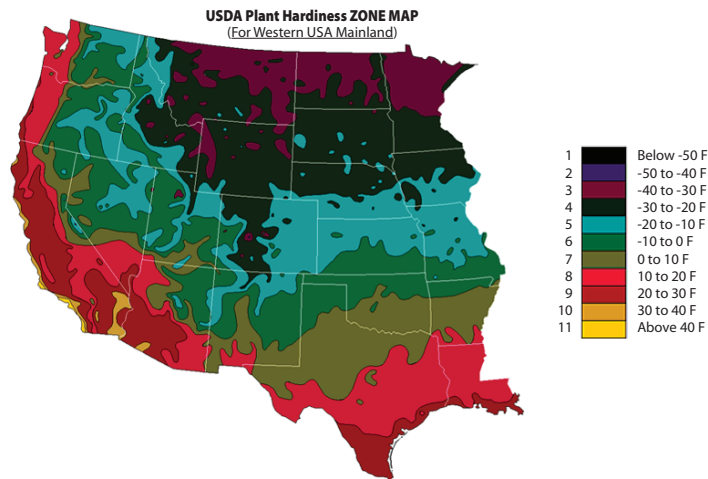 USDA Plant Hardiness ZONE MAP
(For Western USA Mainland)
1 Below -50 F
2 -50 to -40 F
3 -40 to -30 F
4 -30 to -20 F
5 -20 to -10 F
6 -10 to 0 F
7 0 to 10 F
8 10 to 20 F
9 20 to 30 F
10 30 to 40 F
11 Above 40 F